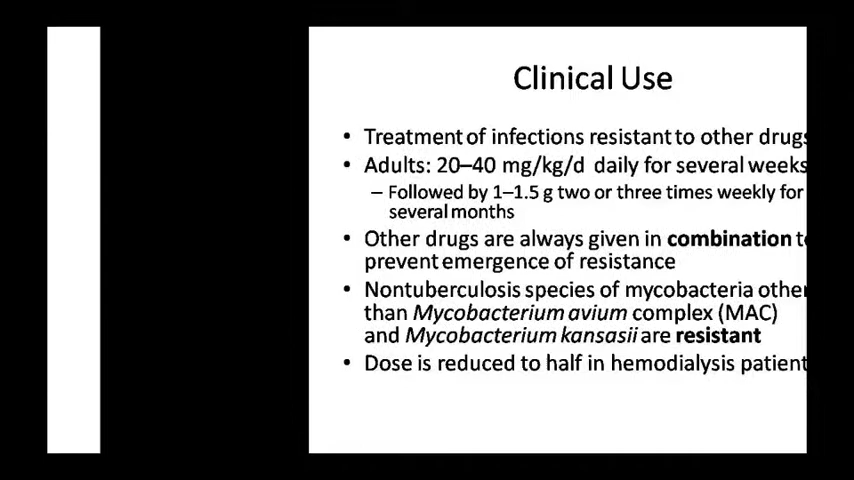 Clinical Use
• Treatment of infections resistant to other drugs
• Adults: 20–40 mg/kg/d daily for several weeks
– Followed by 1–1.5 g two or three times weekly for
several months
• Other drugs are always given in combination t
prevent emergence of resistance
• Nontuberculosis species of mycobacteria other
than Mycobacterium avium complex (MAC)
and Mycobacterium kansasii are resistant
• Dose is reduced to half in hemodialysis patient